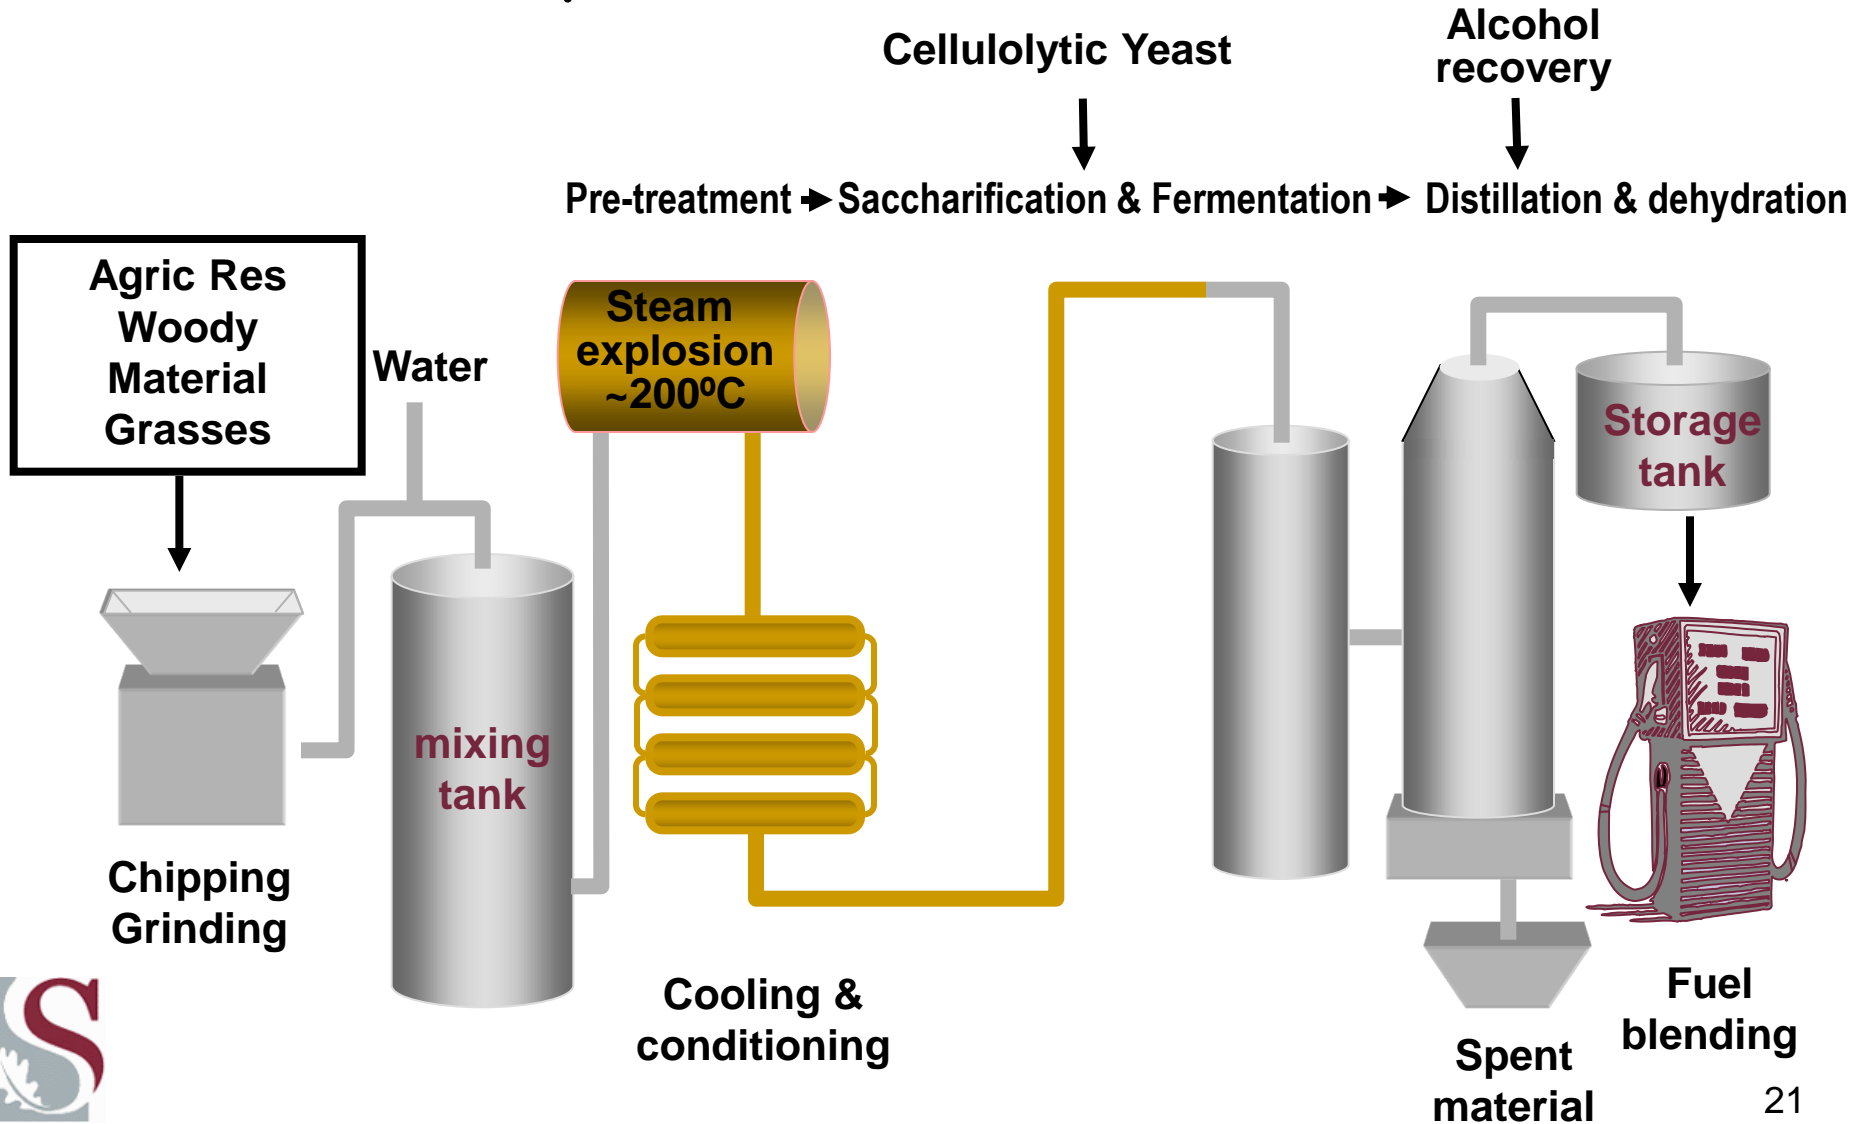 Cellulolytic Yeast
Alcohol
recovery
Pre-treatment
Saccharification & Fermentation
Distillation & dehydration
Agric Res
Woody
Material
Grasses
Water
Steam
explosion
~200ºC
Storage
tank
mixing
tank
Chipping
Grinding
Cooling &
conditioning
Spent
material
Fuel
blending
21